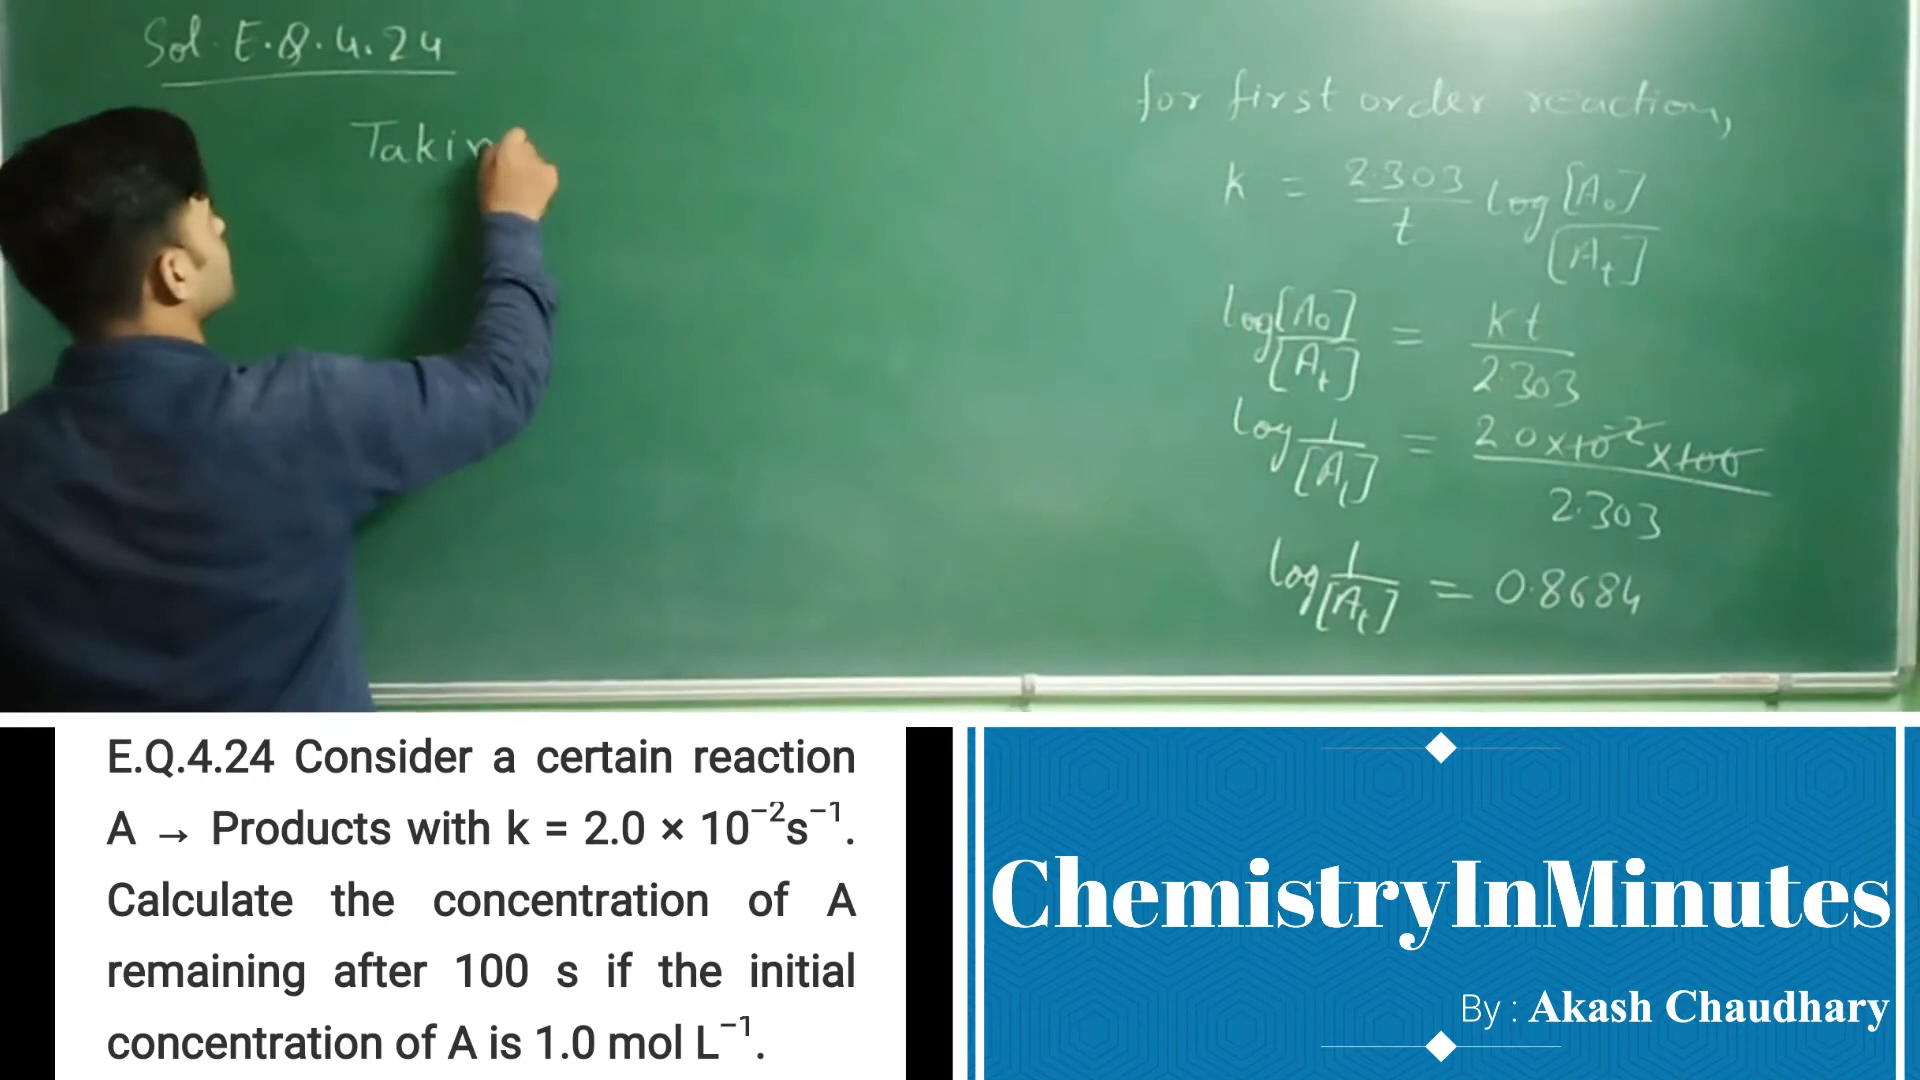 Sol. E.Q.4.24
Takin
for first order reaction,
k = 2.303/t log [A₀]/[Aₜ]
log [A₀]/[Aₜ] = kt/2.303
log 1/[Aₜ] = 2.0×10⁻²×100/2.303
log 1/[Aₜ] = 0.8684
E.Q.4.24 Consider a certain reaction
A → Products with k = 2.0 × 10⁻²s⁻¹.
Calculate the concentration of A
remaining after 100 s if the initial
concentration of A is 1.0 mol L⁻¹.
ChemistryInMinutes
By : Akash Chaudhary